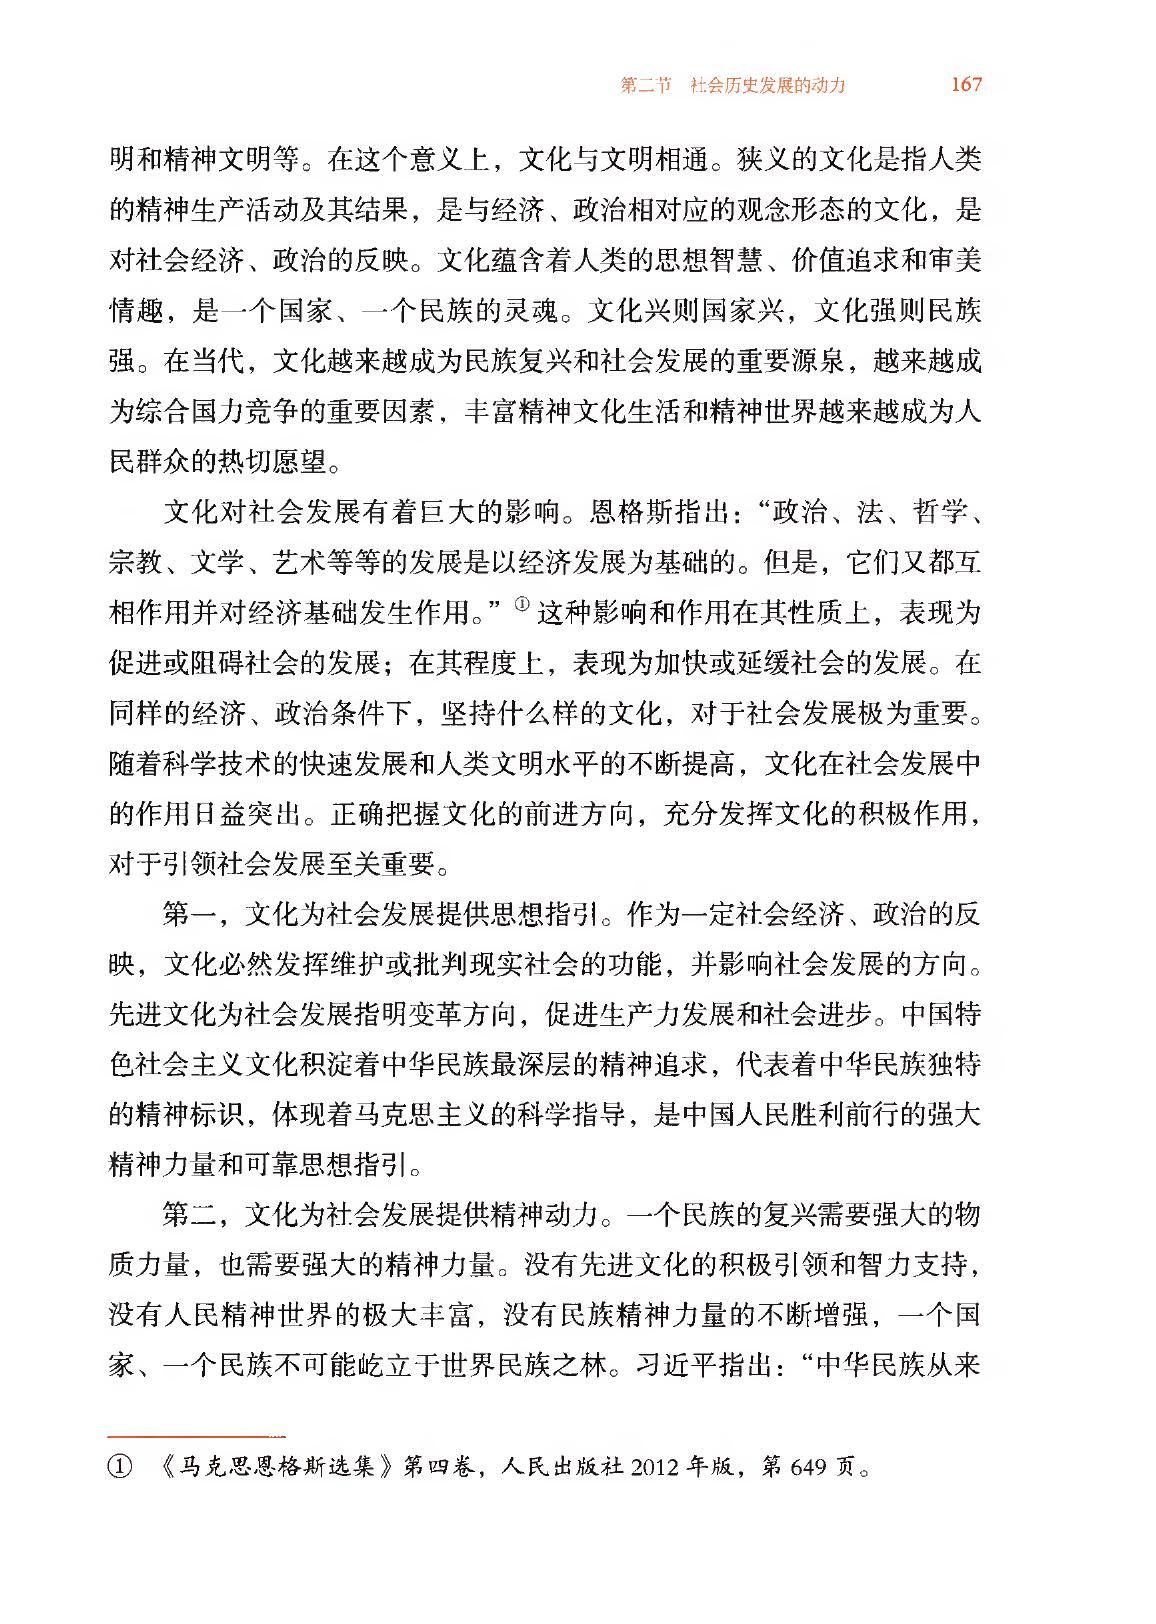 第二节 社会历史发展的动力 167
明和精神文明等。在这个意义上，文化与文明相通。狭义的文化是指人类
的精神生产活动及其结果，是与经济、政治相对应的观念形态的文化，是
对社会经济、政治的反映。文化蕴含着人类的思想智慧、价值追求和审美
情趣，是一个国家、一个民族的灵魂。文化兴则国家兴，文化强则民族
强。在当代，文化越来越成为民族复兴和社会发展的重要源泉，越来越成
为综合国力竞争的重要因素，丰富精神文化生活和精神世界越来越成为人
民群众的热切愿望。
文化对社会发展有着巨大的影响。恩格斯指出：“政治、法、哲学、
宗教、文学、艺术等等的发展是以经济发展为基础的。但是，它们又都互
相作用并对经济基础发生作用。”①这种影响和作用在其性质上，表现为
促进或阻碍社会的发展；在其程度上，表现为加快或延缓社会的发展。在
同样的经济、政治条件下，坚持什么样的文化，对于社会发展极为重要。
随着科学技术的快速发展和人类文明水平的不断提高，文化在社会发展中
的作用日益突出。正确把握文化的前进方向，充分发挥文化的积极作用，
对于引领社会发展至关重要。
第一，文化为社会发展提供思想指引。作为一定社会经济、政治的反
映，文化必然发挥维护或批判现实社会的功能，并影响社会发展的方向。
先进文化为社会发展指明变革方向，促进生产力发展和社会进步。中国特
色社会主义文化积淀着中华民族最深层的精神追求，代表着中华民族独特
的精神标识，体现着马克思主义的科学指导，是中国人民胜利前行的强大
精神力量和可靠思想指引。
第二，文化为社会发展提供精神动力。一个民族的复兴需要强大的物
质力量，也需要强大的精神力量。没有先进文化的积极引领和智力支持，
没有人民精神世界的极大丰富，没有民族精神力量的不断增强，一个国
家、一个民族不可能屹立于世界民族之林。习近平指出：“中华民族从来
① 《马克思恩格斯选集》第四卷，人民出版社 2012 年版，第 649 页。